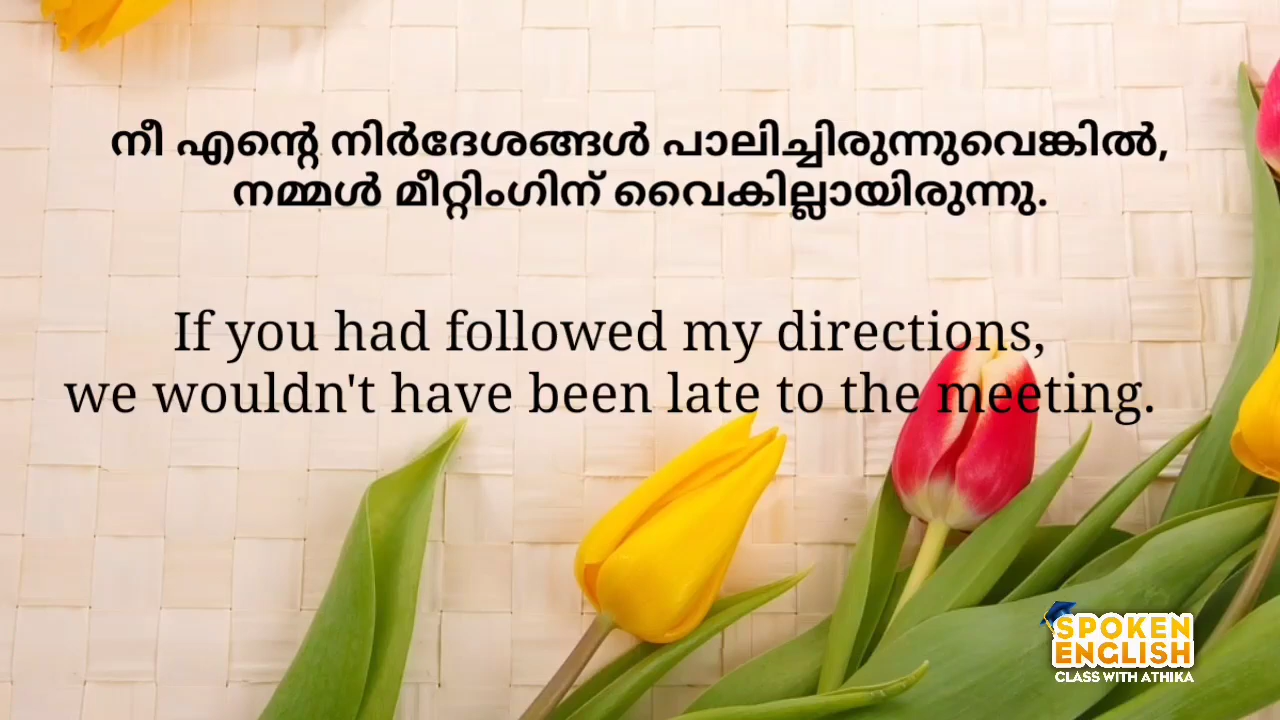 നീ എന്റെ നിർദേശങ്ങൾ പാലിച്ചിരുന്നുവെങ്കിൽ,
നമ്മൾ മീറ്റിംഗിന് വൈകില്ലായിരുന്നു.
If you had followed my directions,
we wouldn't have been late to the meeting.
SPOKEN
ENGLISH
CLASS WITH ATHIKA